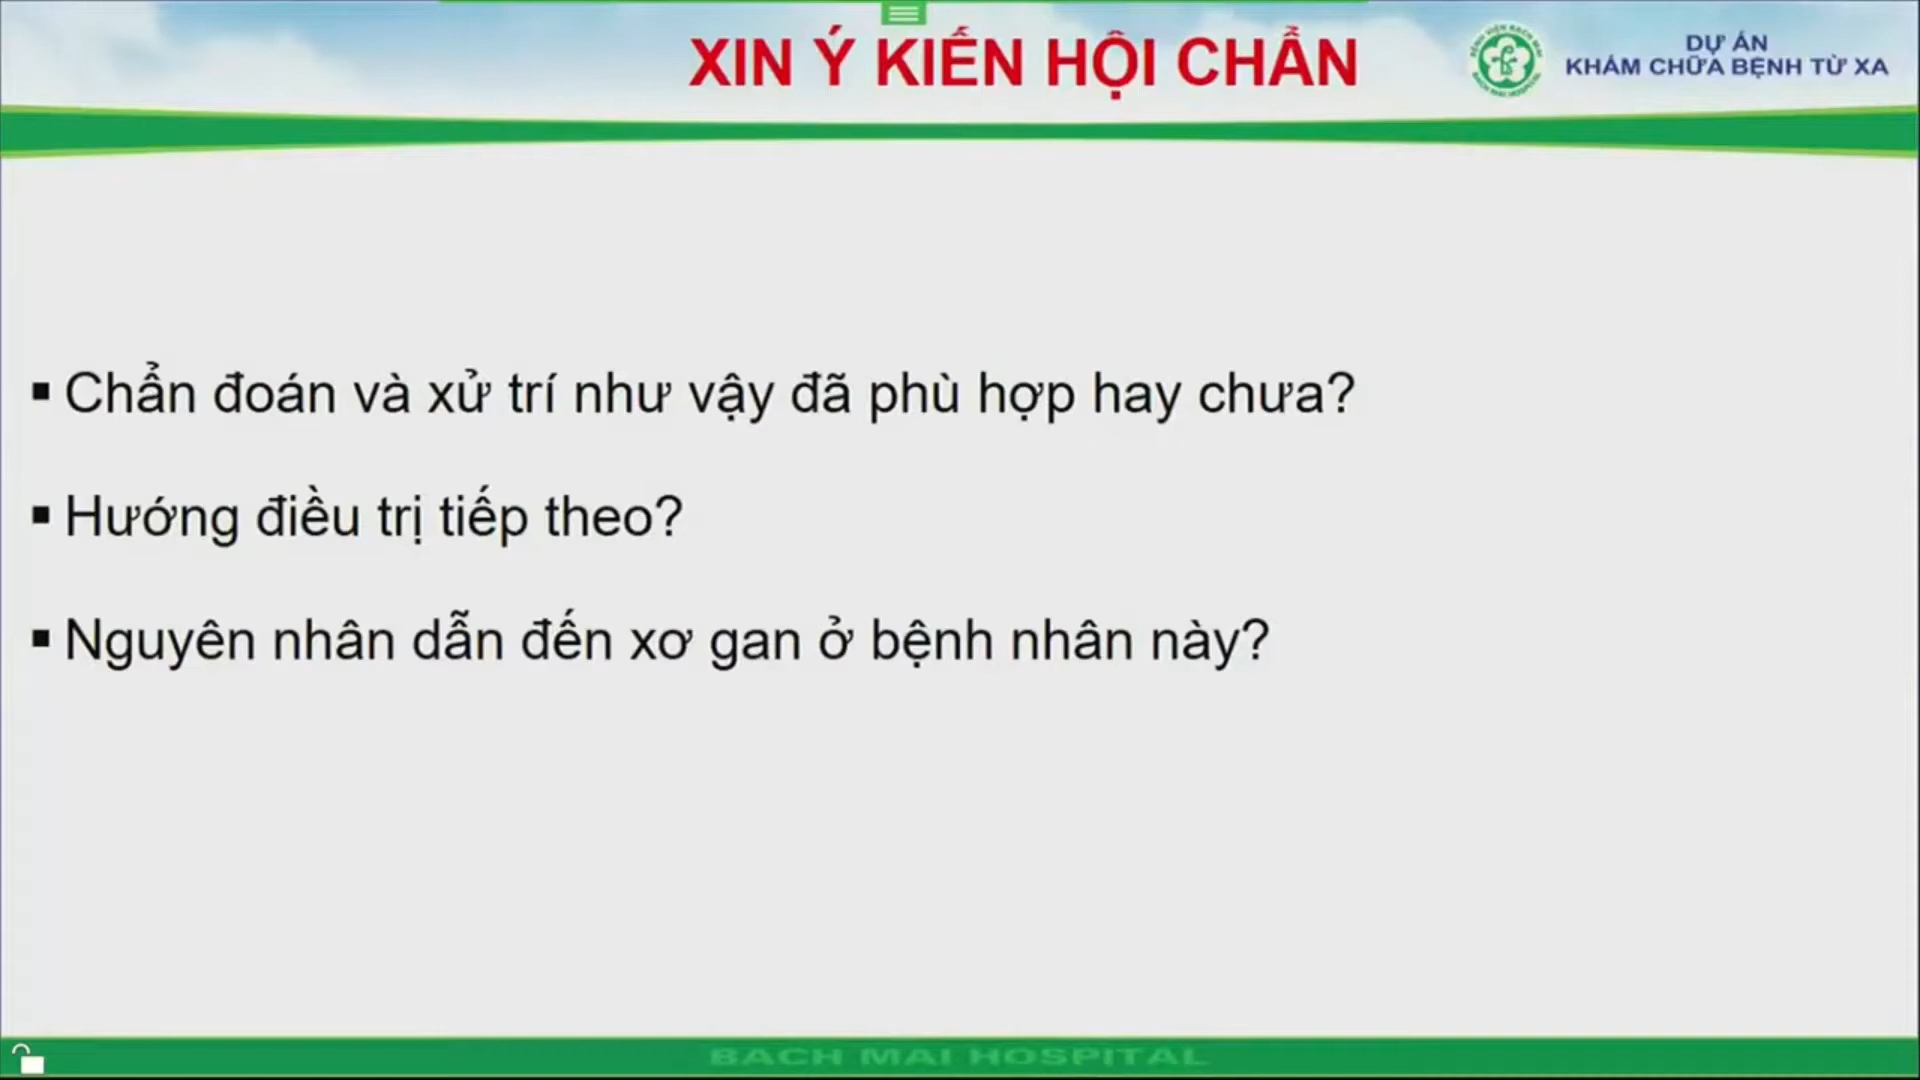 XIN Ý KIẾN HỘI CHẨN
DỰ ÁN
KHÁM CHỮA BỆNH TỪ XA
▪ Chẩn đoán và xử trí như vậy đã phù hợp hay chưa?
▪ Hướng điều trị tiếp theo?
▪ Nguyên nhân dẫn đến xơ gan ở bệnh nhân này?
BACH MAI HOSPITAL